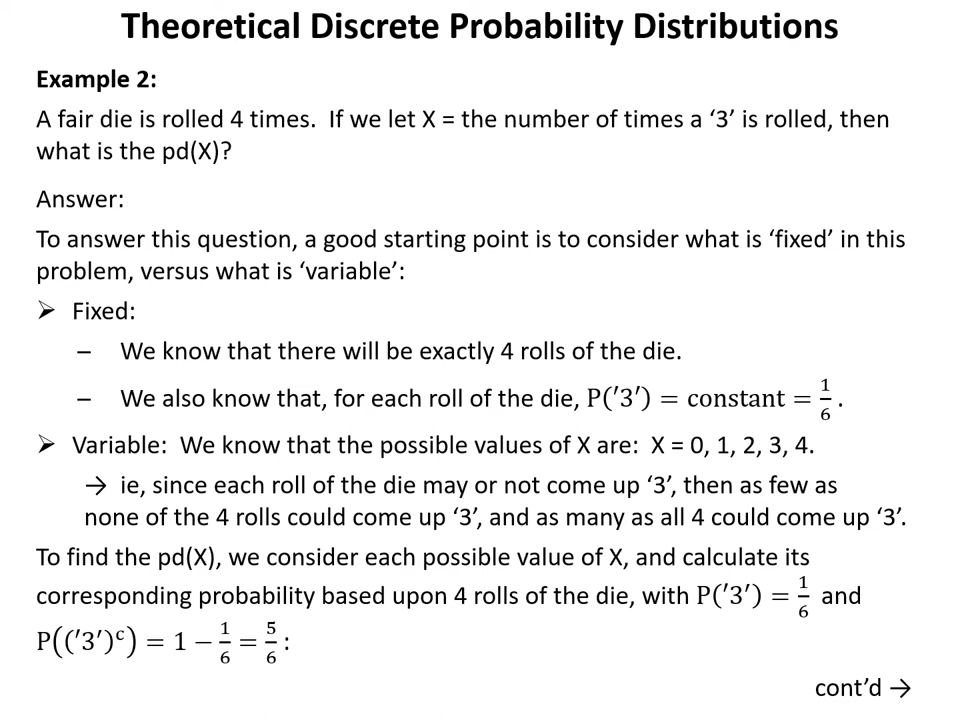 Theoretical Discrete Probability Distributions
Example 2:
A fair die is rolled 4 times.  If we let X = the number of times a ‘3’ is rolled, then
what is the pd(X)?
Answer:
To answer this question, a good starting point is to consider what is ‘fixed’ in this
problem, versus what is ‘variable’:
➢ Fixed:
– We know that there will be exactly 4 rolls of the die.
– We also know that, for each roll of the die, P(′3′) = constant = 1/6 .
➢ Variable:  We know that the possible values of X are:  X = 0, 1, 2, 3, 4.
→ ie, since each roll of the die may or not come up ‘3’, then as few as
none of the 4 rolls could come up ‘3’, and as many as all 4 could come up ‘3’.
To find the pd(X), we consider each possible value of X, and calculate its
corresponding probability based upon 4 rolls of the die, with P(′3′) = 1/6 and
P((′3′)ᶜ) = 1 − 1/6 = 5/6 :
cont’d →